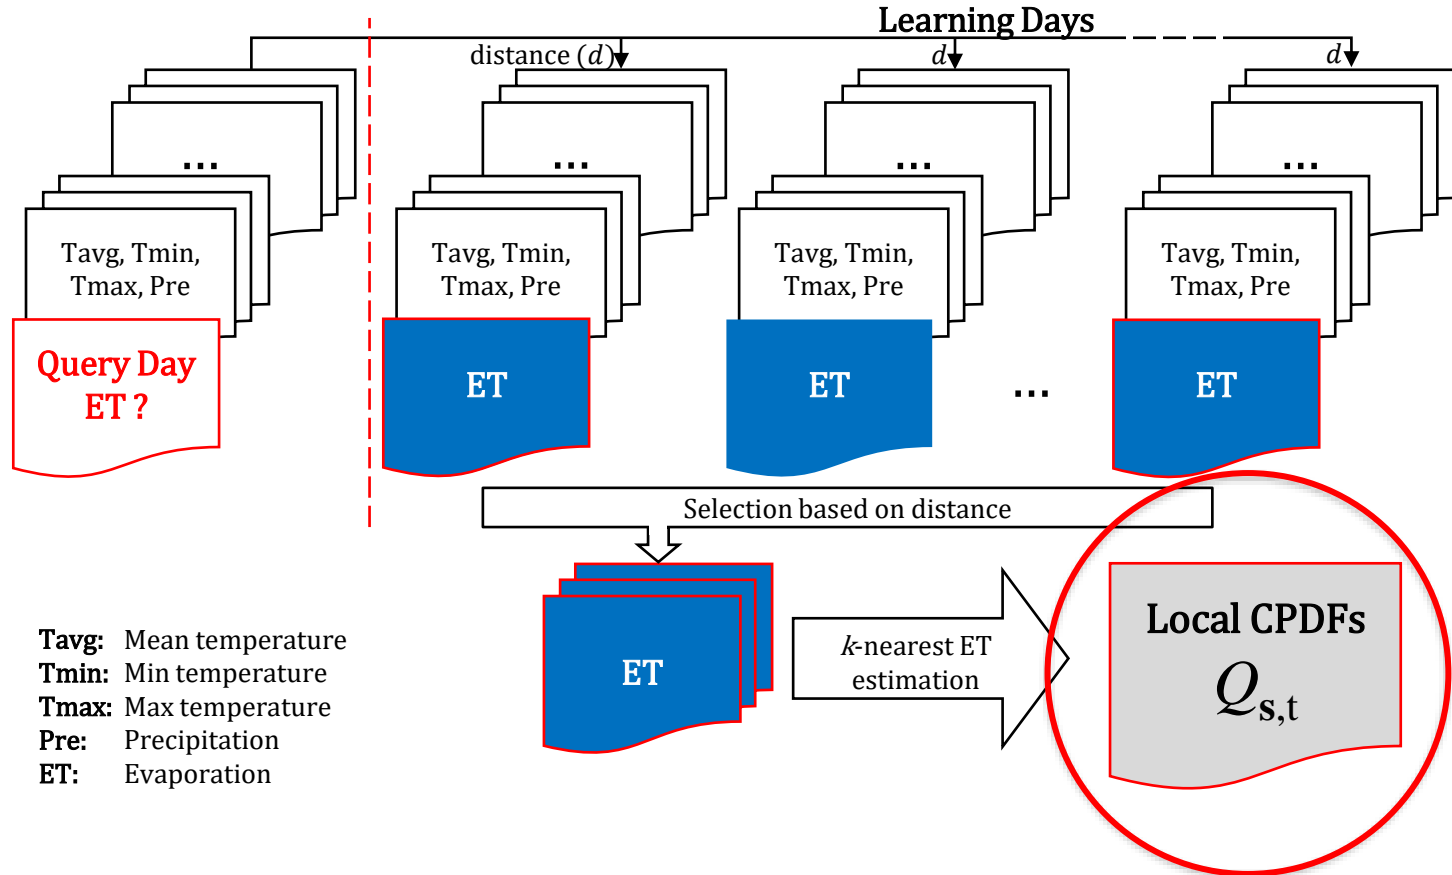 Learning Days
distance (d)
d
d
...
...
...
...
Tavg, Tmin,
Tmax, Pre
Tavg, Tmin,
Tmax, Pre
Tavg, Tmin,
Tmax, Pre
Tavg, Tmin,
Tmax, Pre
Query Day
ET ?
ET
ET
...
ET
Selection based on distance
ET
k-nearest ET
estimation
Local CPDFs
Qs,t
Tavg: Mean temperature
Tmin: Min temperature
Tmax: Max temperature
Pre: Precipitation
ET: Evaporation